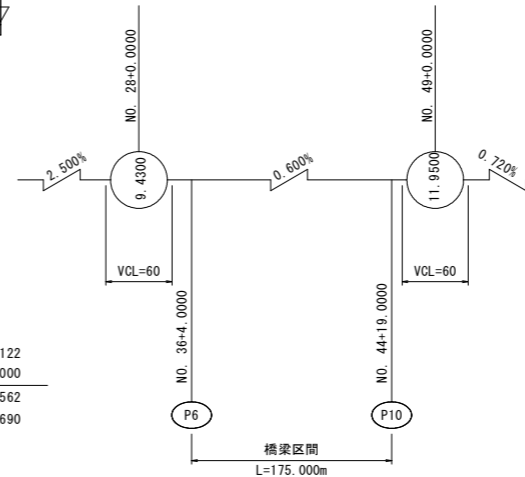 NO. 28+0.0000
NO. 49+0.0000
2.500%
9.4300
0.600%
11.9500
0.720%
VCL=60
VCL=60
NO. 36+4.0000
NO. 44+19.0000
122
000
562
690
P6
P10
橋梁区間
L=175.000m